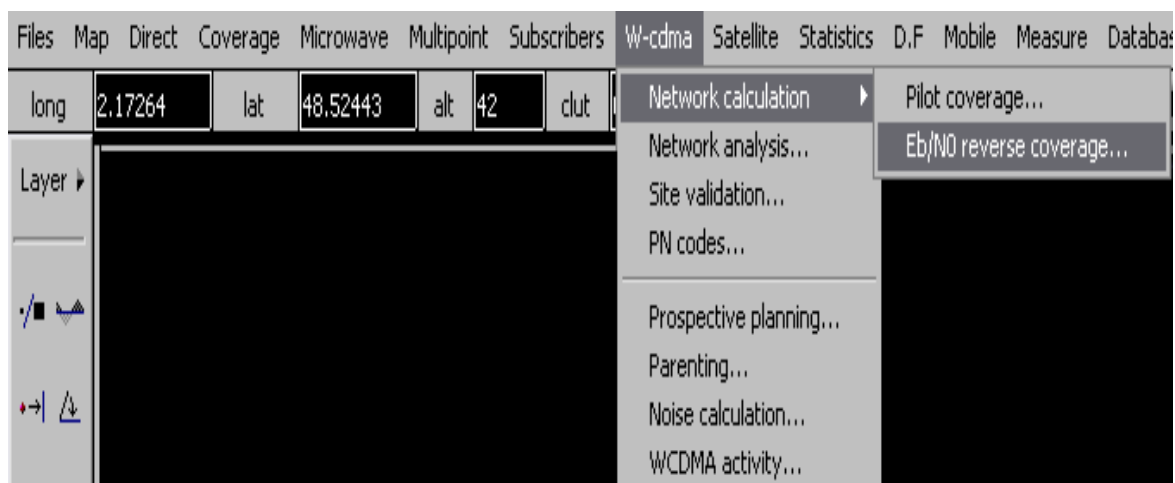 Files Map Direct Coverage Microwave Multipoint Subscribers W-cdma Satellite Statistics D.F Mobile Measure
long 2.17264 lat 48.52443 alt 42 clut
Layer
Network calculation
Network analysis...
Site validation...
PN codes...
Prospective planning...
Parenting...
Noise calculation...
WCDMA activity...
Pilot coverage...
Eb/N0 reverse coverage...